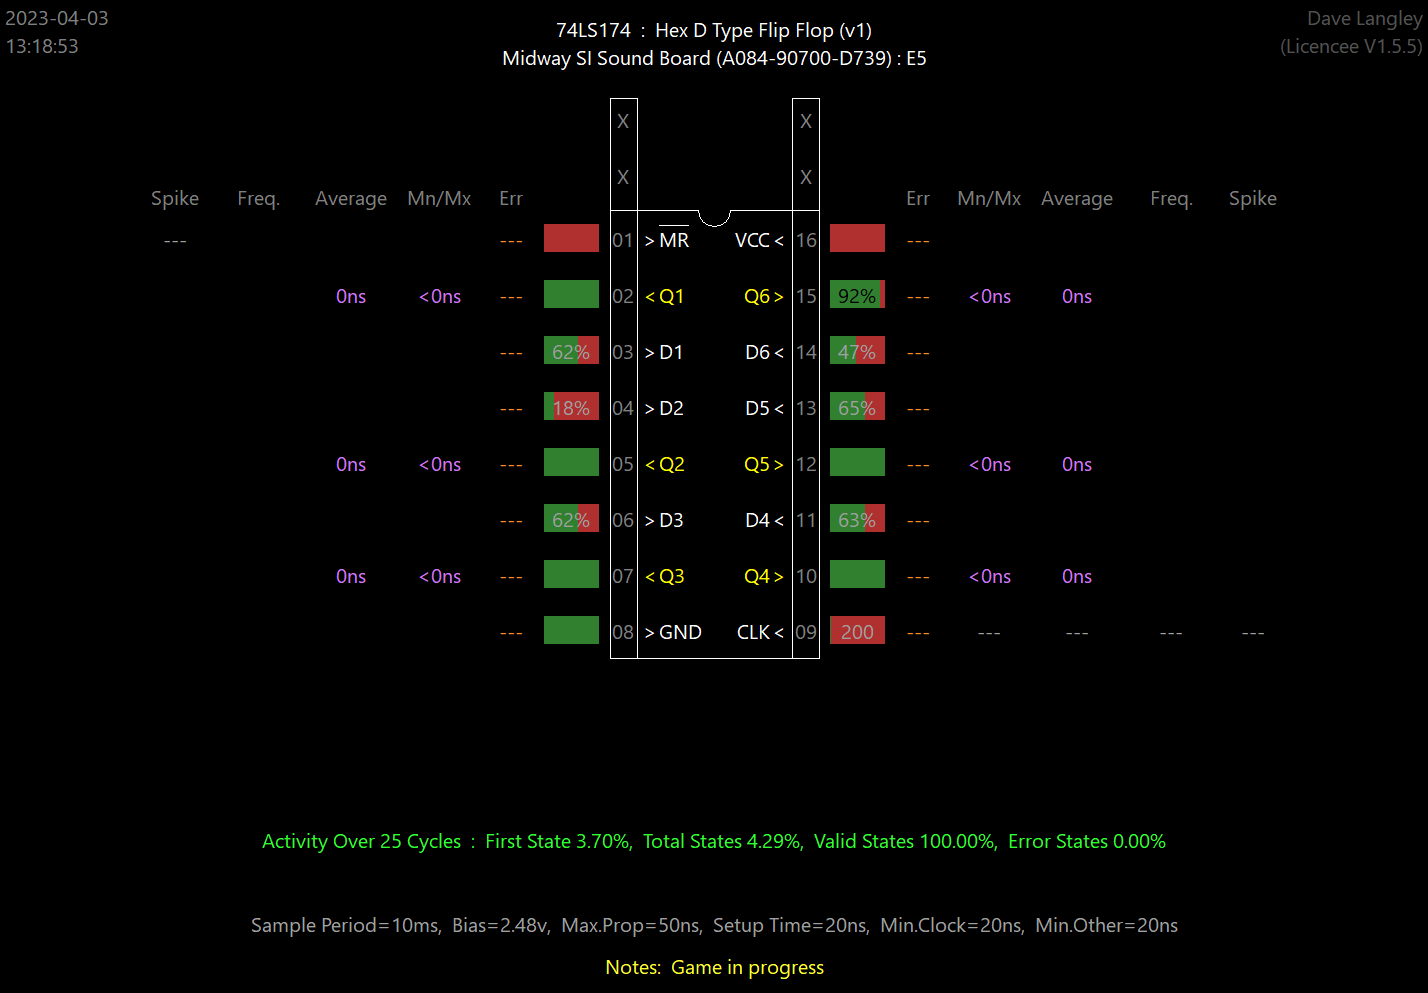 2023-04-03
13:18:53
74LS174 : Hex D Type Flip Flop (v1)
Midway SI Sound Board (A084-90700-D739) : E5
Dave Langley
(Licencee V1.5.5)
X X
X X
Spike Freq. Average Mn/Mx Err Err Mn/Mx Average Freq. Spike
--- --- 01 >MR VCC< 16 ---
0ns <0ns --- 02 <Q1 Q6> 15 92% --- <0ns 0ns
--- 62% 03 >D1 D6< 14 47% ---
--- 18% 04 >D2 D5< 13 65% ---
0ns <0ns --- 05 <Q2 Q5> 12 --- <0ns 0ns
--- 62% 06 >D3 D4< 11 63% ---
0ns <0ns --- 07 <Q3 Q4> 10 --- <0ns 0ns
--- 08 >GND CLK< 09 200 --- --- --- --- ---
Activity Over 25 Cycles : First State 3.70%, Total States 4.29%, Valid States 100.00%, Error States 0.00%
Sample Period=10ms, Bias=2.48v, Max.Prop=50ns, Setup Time=20ns, Min.Clock=20ns, Min.Other=20ns
Notes: Game in progress